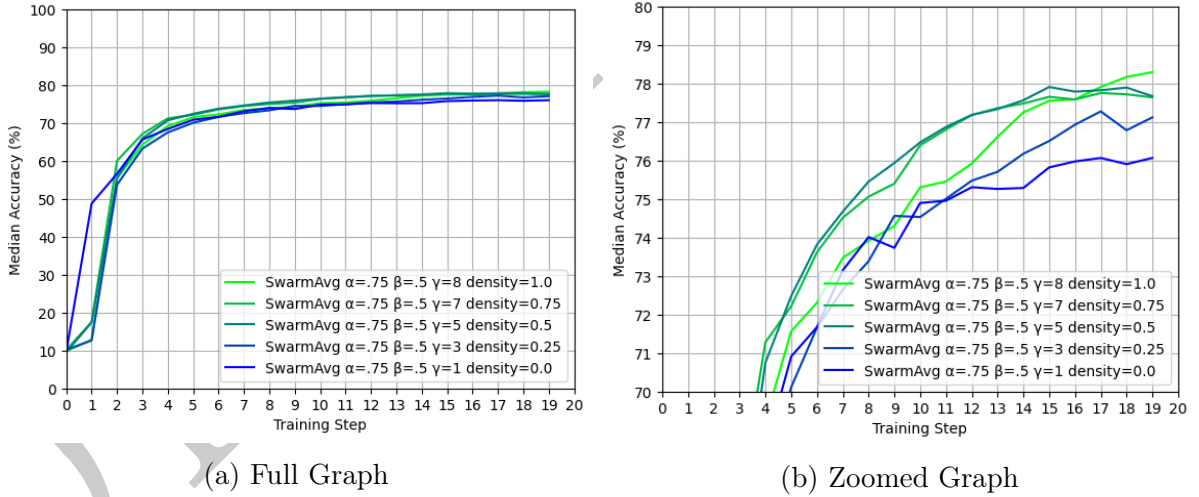 100
90
80
70
60
50
40
30
20
10
0
Median Accuracy (%)
SwarmAvg α=.75 β=.5 γ=8 density=1.0
SwarmAvg α=.75 β=.5 γ=7 density=0.75
SwarmAvg α=.75 β=.5 γ=5 density=0.5
SwarmAvg α=.75 β=.5 γ=3 density=0.25
SwarmAvg α=.75 β=.5 γ=1 density=0.0
0 1 2 3 4 5 6 7 8 9 10 11 12 13 14 15 16 17 18 19 20
Training Step
(a) Full Graph
80
79
78
77
76
75
74
73
72
71
70
Median Accuracy (%)
SwarmAvg α=.75 β=.5 γ=8 density=1.0
SwarmAvg α=.75 β=.5 γ=7 density=0.75
SwarmAvg α=.75 β=.5 γ=5 density=0.5
SwarmAvg α=.75 β=.5 γ=3 density=0.25
SwarmAvg α=.75 β=.5 γ=1 density=0.0
0 1 2 3 4 5 6 7 8 9 10 11 12 13 14 15 16 17 18 19 20
Training Step
(b) Zoomed Graph